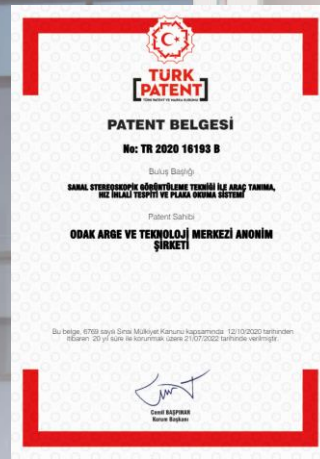 TÜRK
PATENT
TÜRK PATENT VE MARKA KURUMU
PATENT BELGESİ
No: TR 2020 16193 B
Buluş Başlığı
SANAL STEREOSKOPİK GÖRÜNTÜLEME TEKNİĞİ İLE ARAÇ TANIMA,
HIZ İHLALİ TESPİTİ VE PLAKA OKUMA SİSTEMİ
Patent Sahibi
ODAK ARGE VE TEKNOLOJİ MERKEZİ ANONİM
ŞİRKETİ
Bu belge, 6769 sayılı Sınai Mülkiyet Kanunu kapsamında 12/10/2020 tarihinden
itibaren 20 yıl süre ile korunmak üzere 21/07/2022 tarihinde verilmiştir.
Cemil BAŞPINAR
Kurum Başkanı